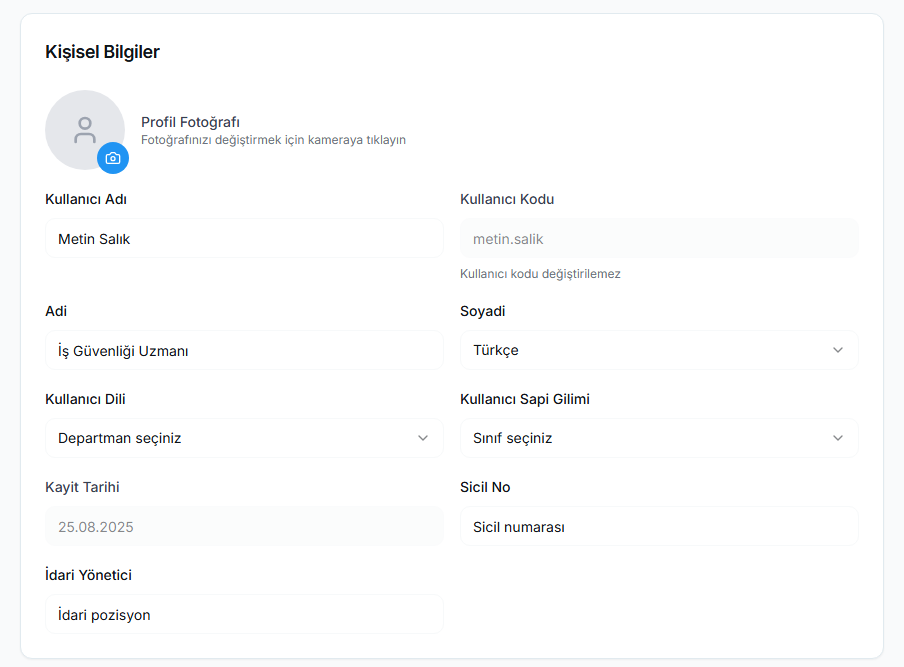 Kişisel Bilgiler
Profil Fotoğrafı
Fotoğrafınızı değiştirmek için kameraya tıklayın
Kullanıcı Adı
Metin Salık
Kullanıcı Kodu
metin.salik
Kullanıcı kodu değiştirilemez
Adi
İş Güvenliği Uzmanı
Soyadi
Türkçe
Kullanıcı Dili
Departman seçiniz
Kullanıcı Sapi Gilimi
Sınıf seçiniz
Kayit Tarihi
25.08.2025
Sicil No
Sicil numarası
İdari Yönetici
İdari pozisyon